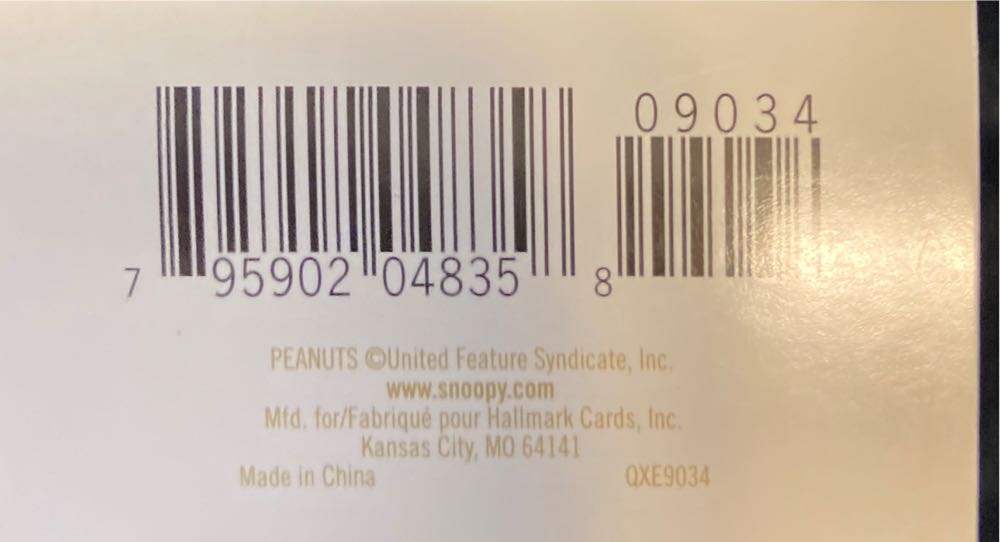 09034
7 95902 04835 8
PEANUTS ©United Feature Syndicate, Inc.
www.snoopy.com
Mfd. for/Fabriqué pour Hallmark Cards, Inc.
Kansas City, MO 64141
Made in China QXE9034